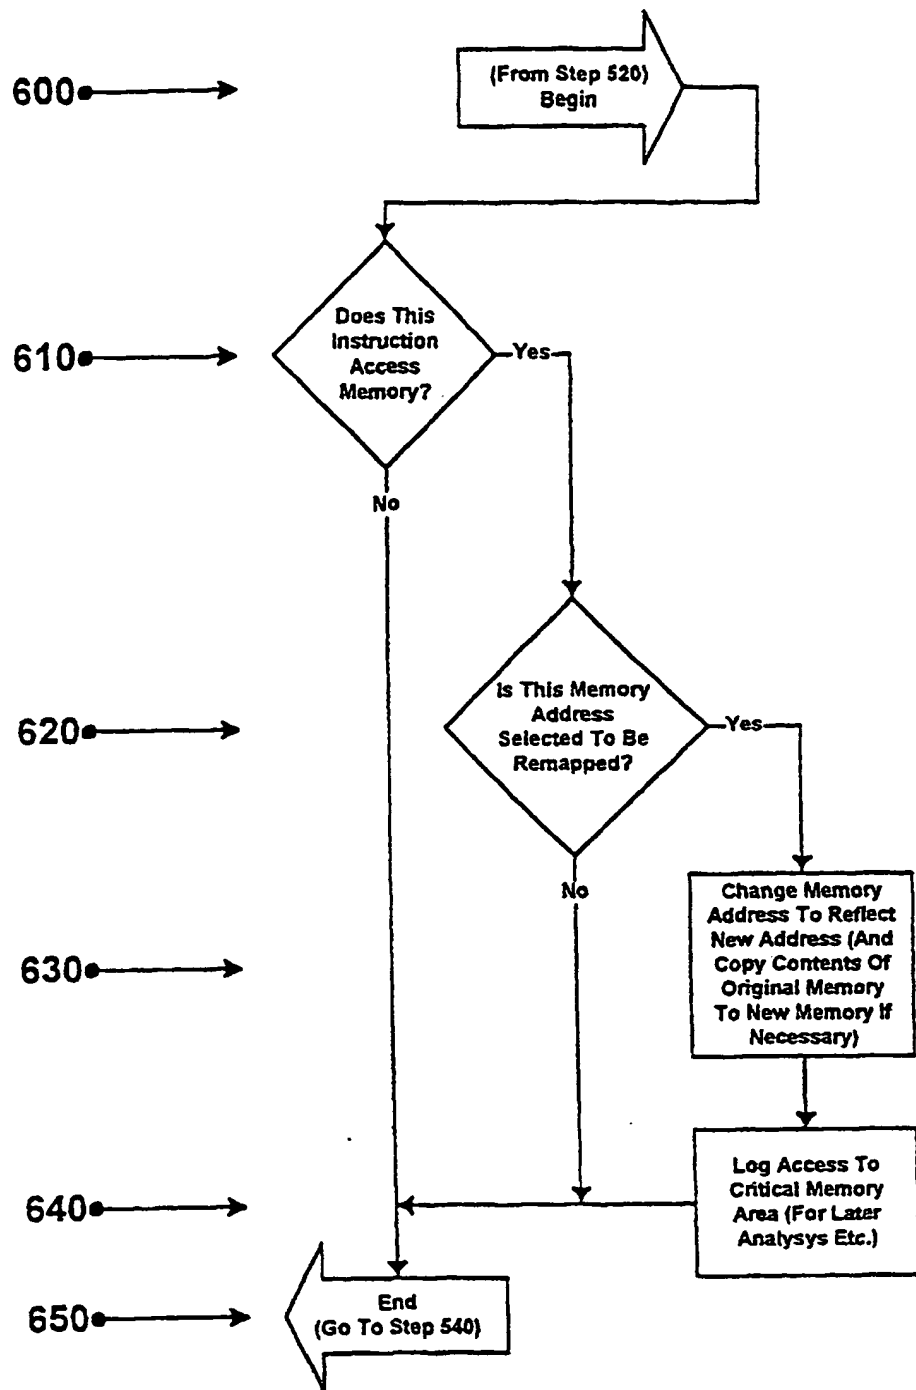 600
(From Step 520)
Begin
610
Does This
Instruction
Access
Memory?
Yes
No
620
Is This Memory
Address
Selected To Be
Remapped?
Yes
No
630
Change Memory
Address To Reflect
New Address (And
Copy Contents Of
Original Memory
To New Memory If
Necessary)
640
Log Access To
Critical Memory
Area (For Later
Analysys Etc.)
650
End
(Go To Step 540)